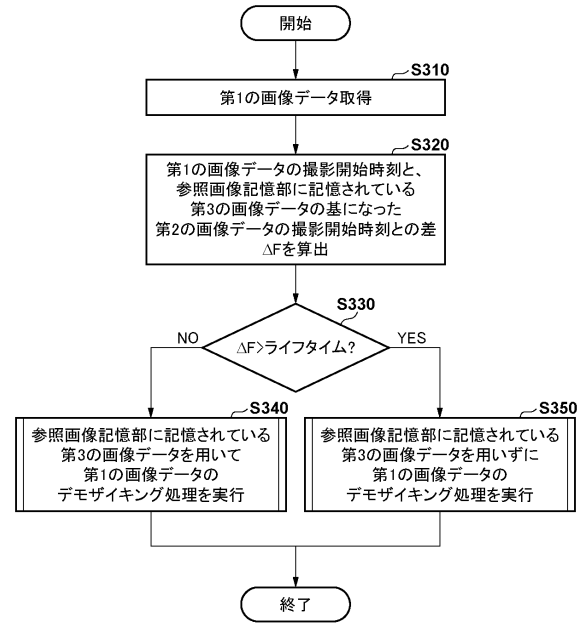 開始
S310
第1の画像データ取得
S320
第1の画像データの撮影開始時刻と、
参照画像記憶部に記憶されている
第3の画像データの基になった
第2の画像データの撮影開始時刻との差
ΔFを算出
S330
ΔF>ライフタイム?
NO
YES
S340
参照画像記憶部に記憶されている
第3の画像データを用いて
第1の画像データの
デモザイキング処理を実行
S350
参照画像記憶部に記憶されている
第3の画像データを用いずに
第1の画像データの
デモザイキング処理を実行
終了